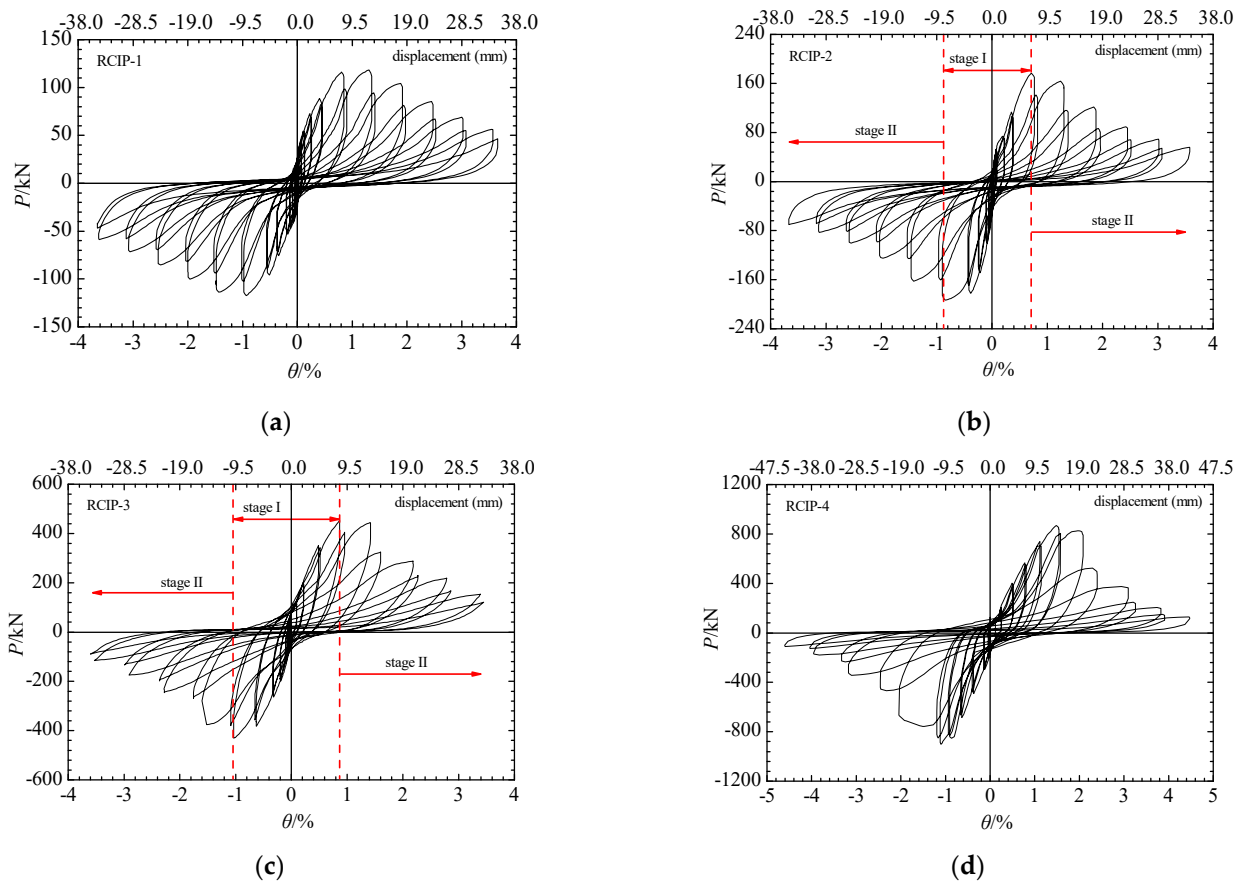 -38.0 -28.5 -19.0 -9.5 0.0 9.5 19.0 28.5 38.0
RCIP-1
displacement (mm)
150
100
50
0
-50
-100
-150
P/kN
-4 -3 -2 -1 0 1 2 3 4
θ/%
(a)
-38.0 -28.5 -19.0 -9.5 0.0 9.5 19.0 28.5 38.0
RCIP-2
displacement (mm)
stage I
stage II
stage II
240
160
80
0
-80
-160
-240
P/kN
-4 -3 -2 -1 0 1 2 3 4
θ/%
(b)
-38.0 -28.5 -19.0 -9.5 0.0 9.5 19.0 28.5 38.0
RCIP-3
displacement (mm)
stage I
stage II
stage II
600
400
200
0
-200
-400
-600
P/kN
-4 -3 -2 -1 0 1 2 3 4
θ/%
(c)
-47.5 -38.0 -28.5 -19.0 -9.5 0.0 9.5 19.0 28.5 38.0 47.5
RCIP-4
displacement (mm)
1200
800
400
0
-400
-800
-1200
P/kN
-5 -4 -3 -2 -1 0 1 2 3 4 5
θ/%
(d)